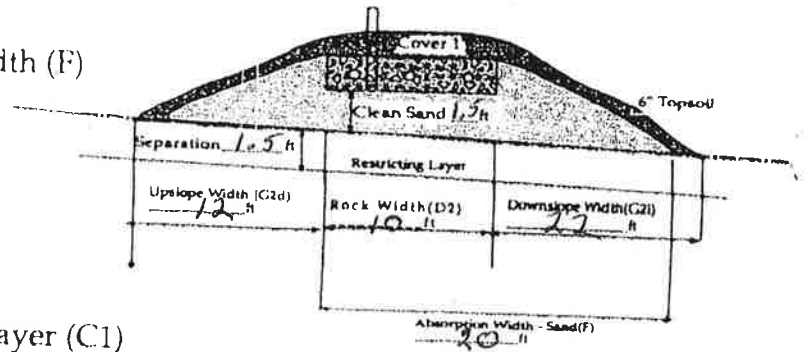 dth (F)
Cover 1
6" Topsoil
Clean Sand 1.5 ft
Separation 1.5 ft
Restricting Layer
Upslope Width (G2d)
12 ft
Rock Width(D2)
10 ft
Downslope Width(G2i)
22 ft
ayer (C1)
Absorption Width - Sand(F)
20 ft